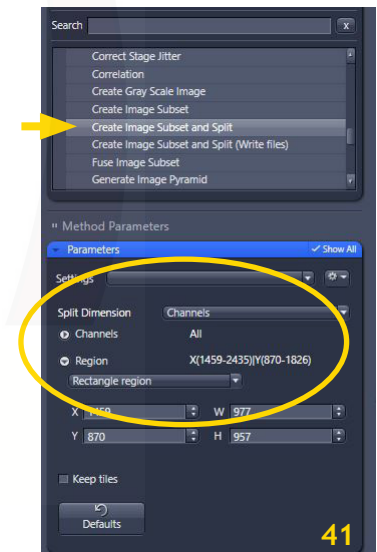 Search x
Correct Stage Jitter
Correlation
Create Gray Scale Image
Create Image Subset
Create Image Subset and Split
Create Image Subset and Split (Write files)
Fuse Image Subset
Generate Image Pyramid
Method Parameters
Parameters Show All
Settings
Split Dimension Channels
Channels All
Region X(1459-2435)|Y(870-1826)
Rectangle region
X 1459 W 977
Y 870 H 957
Keep tiles
Defaults
41